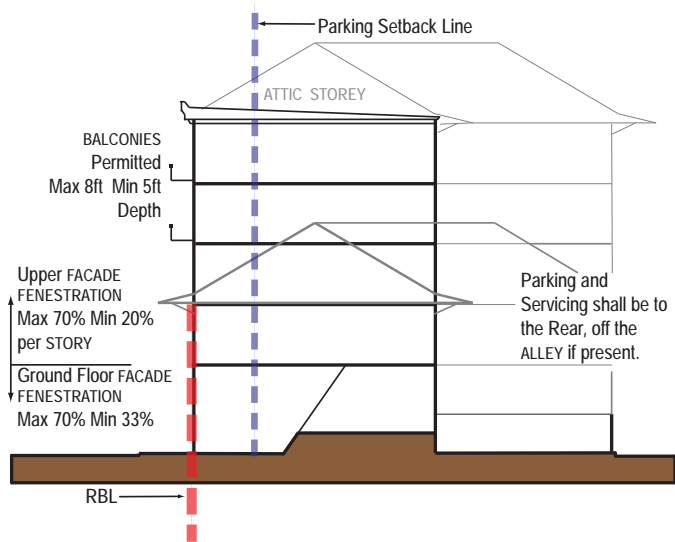 Parking Setback Line
ATTIC STOREY
BALCONIES
Permitted
Max 8ft Min 5ft
Depth
Upper FACADE
FENESTRATION
Max 70% Min 20%
per STORY
Ground Floor FACADE
FENESTRATION
Max 70% Min 33%
Parking and
Servicing shall be to
the Rear, off the
ALLEY if present.
RBL